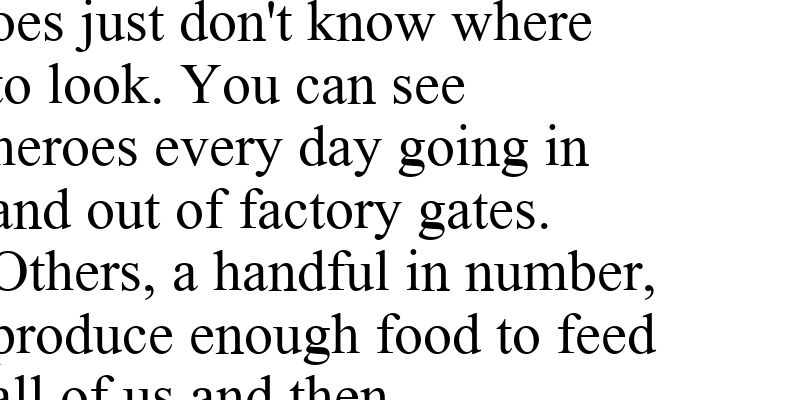 oes just don't know where
to look. You can see
heroes every day going in
and out of factory gates.
Others, a handful in number,
produce enough food to feed
all of us and then